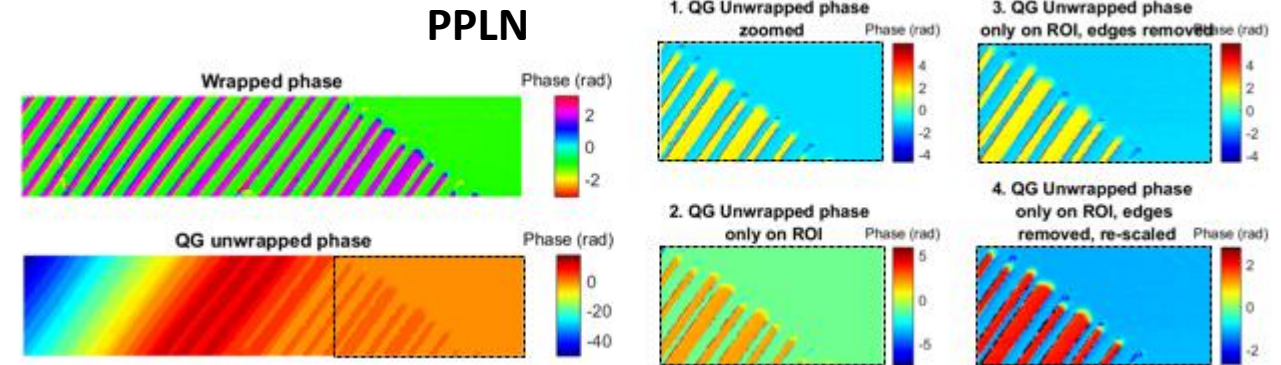 PPLN
Wrapped phase
Phase (rad)
2
0
-2
QG unwrapped phase
Phase (rad)
0
-20
-40
1. QG Unwrapped phase
zoomed
Phase (rad)
4
2
0
-2
-4
2. QG Unwrapped phase
only on ROI
Phase (rad)
5
0
-5
3. QG Unwrapped phase
only on ROI, edges removed
Phase (rad)
4
2
0
-2
-4
4. QG Unwrapped phase
only on ROI, edges
removed, re-scaled
Phase (rad)
2
0
-2